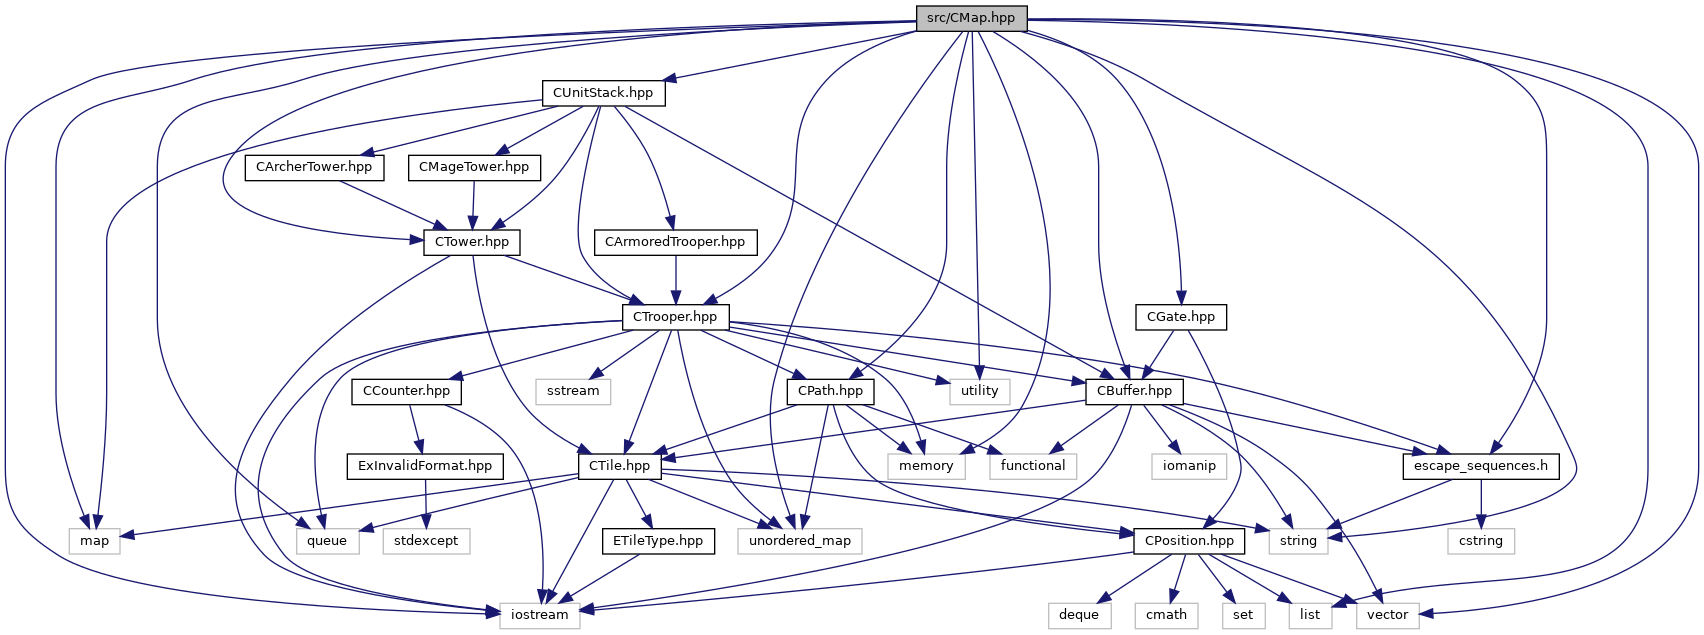 src/CMap.hpp
CUnitStack.hpp
CArcherTower.hpp
CMageTower.hpp
CTower.hpp
CArmoredTrooper.hpp
CTrooper.hpp
CGate.hpp
CCounter.hpp
sstream
CPath.hpp
utility
CBuffer.hpp
ExInvalidFormat.hpp
CTile.hpp
memory
functional
iomanip
escape_sequences.h
map
queue
stdexcept
ETileType.hpp
unordered_map
CPosition.hpp
string
cstring
iostream
deque
cmath
set
list
vector